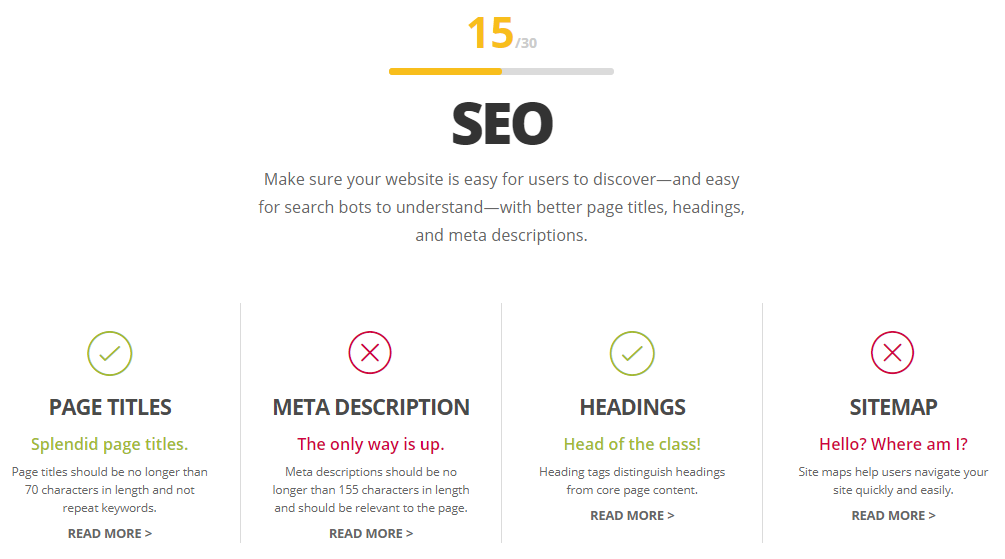 15/30
SEO
Make sure your website is easy for users to discover—and easy
for search bots to understand—with better page titles, headings,
and meta descriptions.
PAGE TITLES
Splendid page titles.
Page titles should be no longer than
70 characters in length and not
repeat keywords.
READ MORE >
META DESCRIPTION
The only way is up.
Meta descriptions should be no
longer than 155 characters in length
and should be relevant to the page.
READ MORE >
HEADINGS
Head of the class!
Heading tags distinguish headings
from core page content.
READ MORE >
SITEMAP
Hello? Where am I?
Site maps help users navigate your
site quickly and easily.
READ MORE >